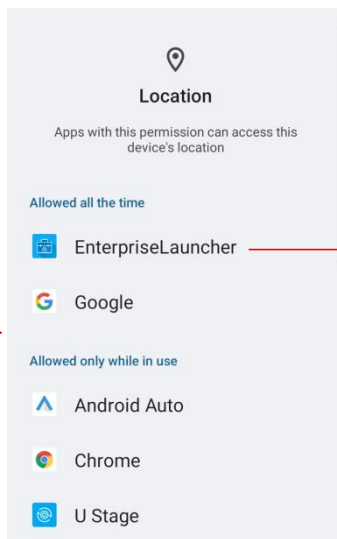 Location
Apps with this permission can access this
device's location
Allowed all the time
EnterpriseLauncher
Google
Allowed only while in use
Android Auto
Chrome
U Stage